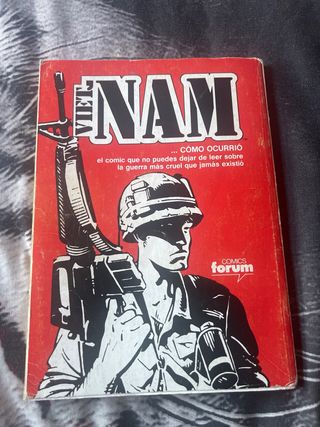 VIET NAM
... CÓMO OCURRIÓ
el comic que no puedes dejar de leer sobre
la guerra más cruel que jamás existió
COMICS
forum